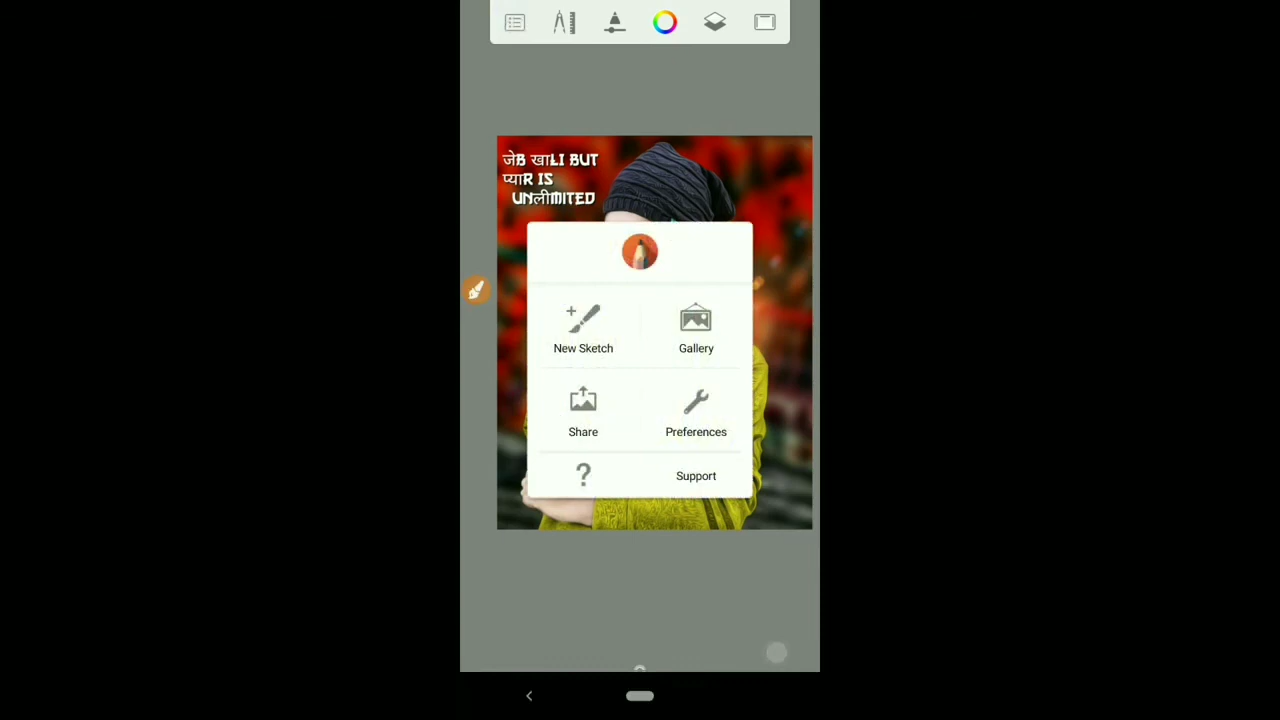 जेB खाLI BUT
प्याR IS
UNलीMITED
New Sketch
Gallery
Share
Preferences
?
Support